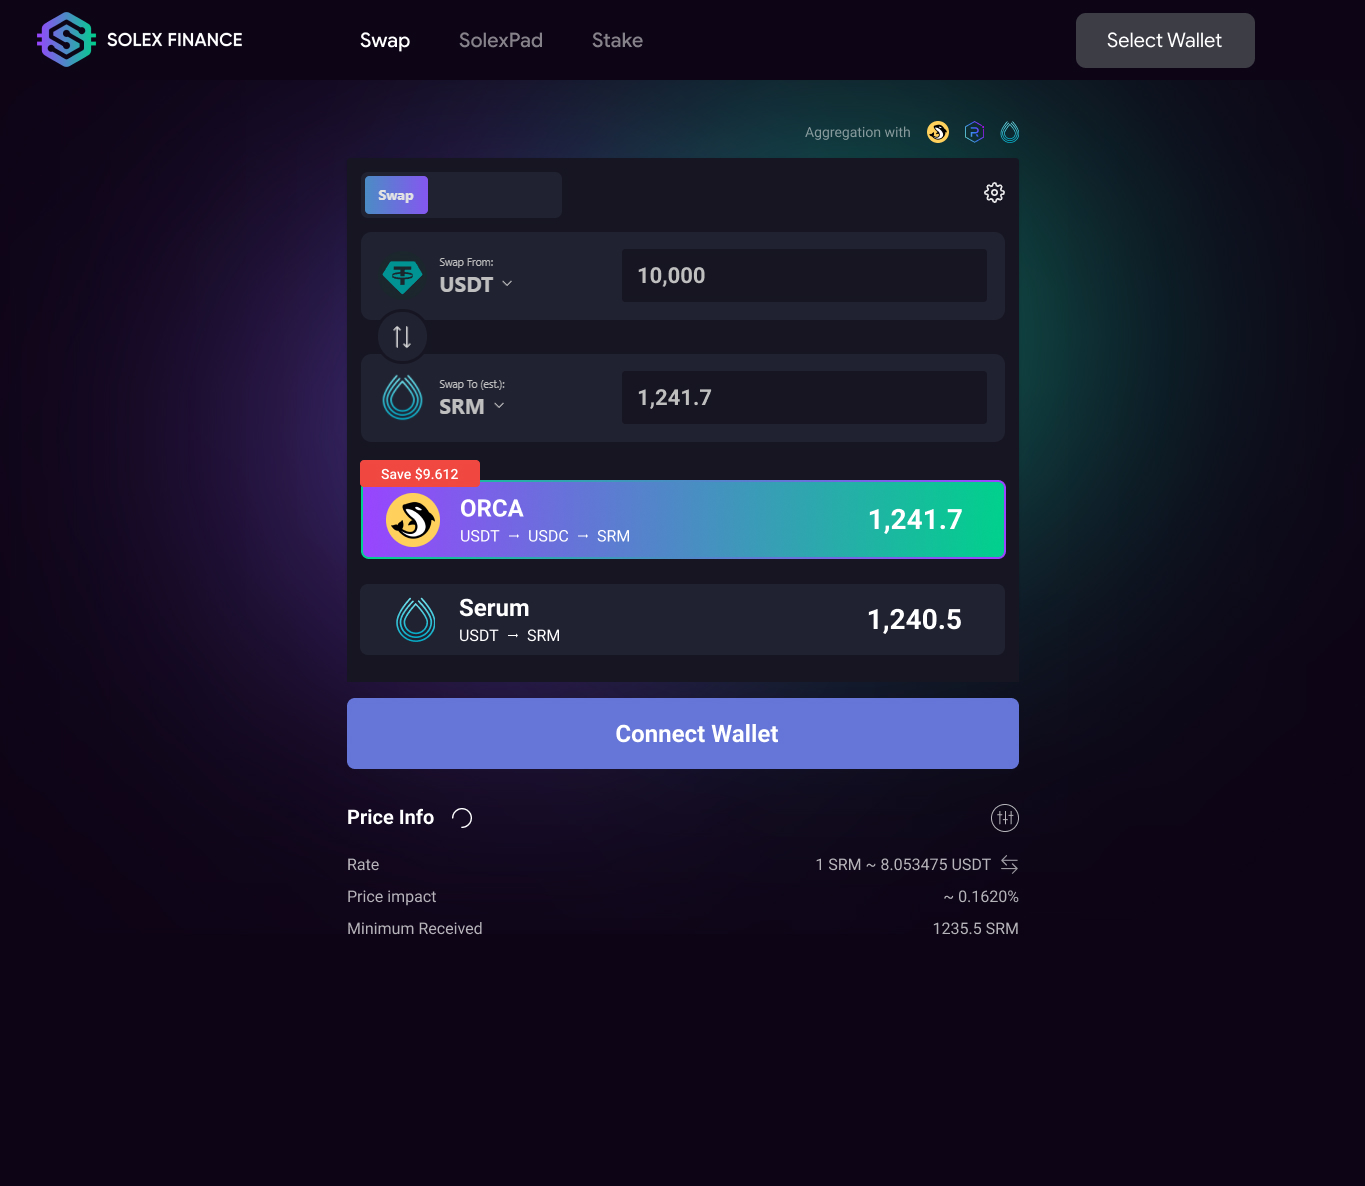 SOLEX FINANCE
Swap
SolexPad
Stake
Select Wallet
Aggregation with
Swap
Swap From:
USDT
10,000
Swap To (est.):
SRM
1,241.7
Save $9.612
ORCA
USDT → USDC → SRM
1,241.7
Serum
USDT → SRM
1,240.5
Connect Wallet
Price Info
Rate
1 SRM ~ 8.053475 USDT
Price impact
~ 0.1620%
Minimum Received
1235.5 SRM